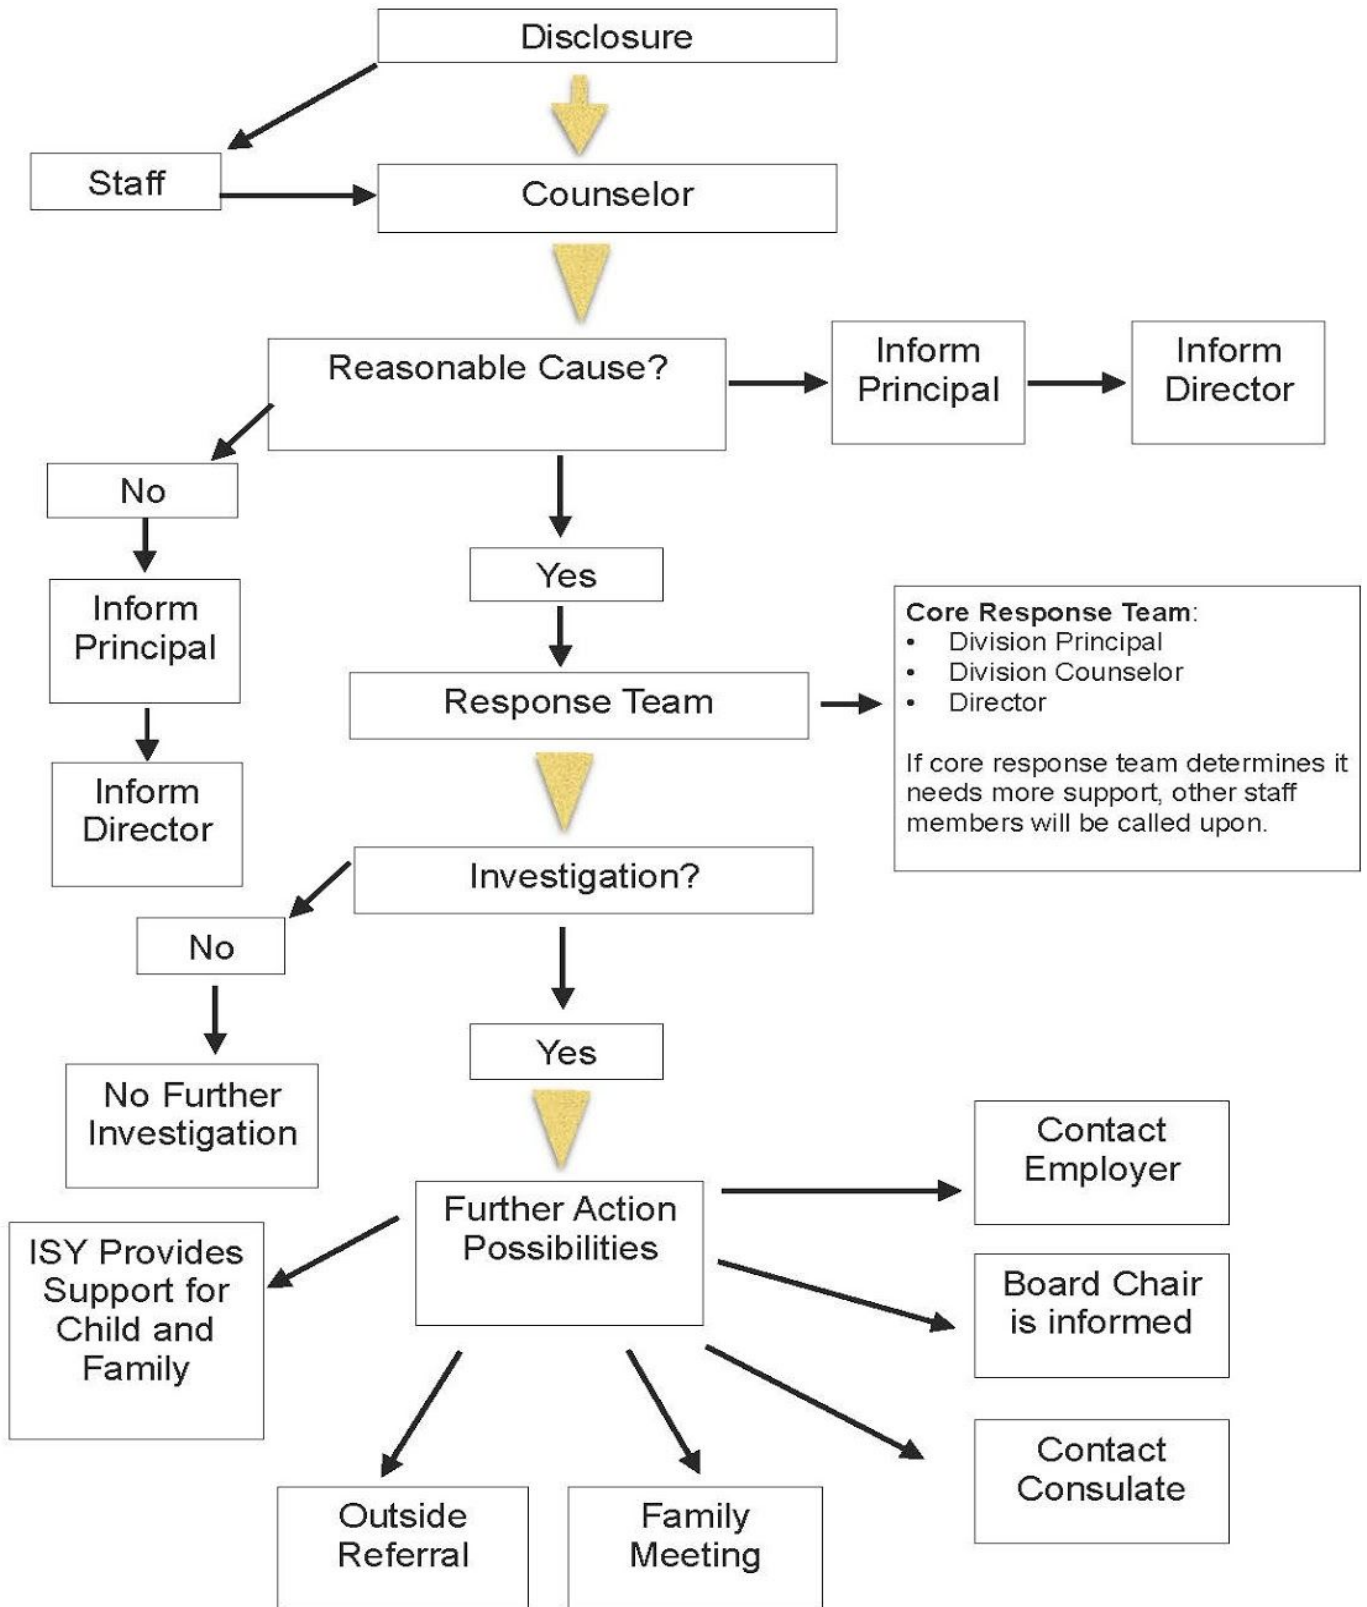 Disclosure
Staff
Counselor
Reasonable Cause?
Inform
Principal
Inform
Director
No
Yes
Inform
Principal
Core Response Team:
• Division Principal
• Division Counselor
• Director
If core response team determines it
needs more support, other staff
members will be called upon.
Response Team
Inform
Director
Investigation?
No
Yes
No Further
Investigation
Further Action
Possibilities
Contact
Employer
ISY Provides
Support for
Child and
Family
Board Chair
is informed
Contact
Consulate
Outside
Referral
Family
Meeting